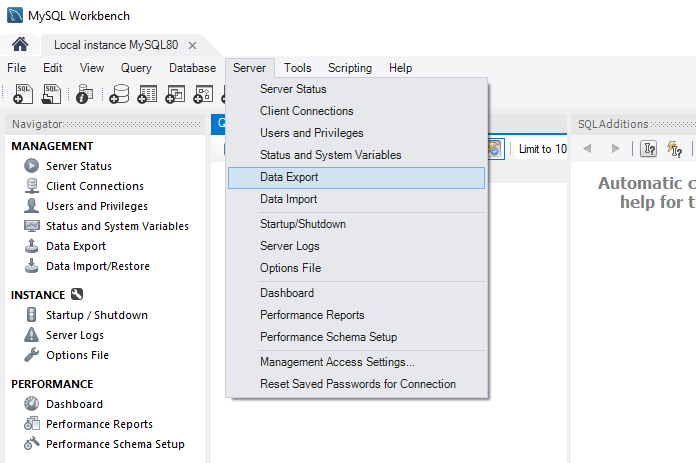 MySQL Workbench
Local instance MySQL80
File Edit View Query Database Server Tools Scripting Help
SQL SQL
Navigator
MANAGEMENT
Server Status
Client Connections
Users and Privileges
Status and System Variables
Data Export
Data Import/Restore
INSTANCE
Startup / Shutdown
Server Logs
Options File
PERFORMANCE
Dashboard
Performance Reports
Performance Schema Setup
Server Status
Client Connections
Users and Privileges
Status and System Variables
Data Export
Data Import
Startup/Shutdown
Server Logs
Options File
Dashboard
Performance Reports
Performance Schema Setup
Management Access Settings...
Reset Saved Passwords for Connection
Limit to 10
SQLAdditions
Automatic c
help for t